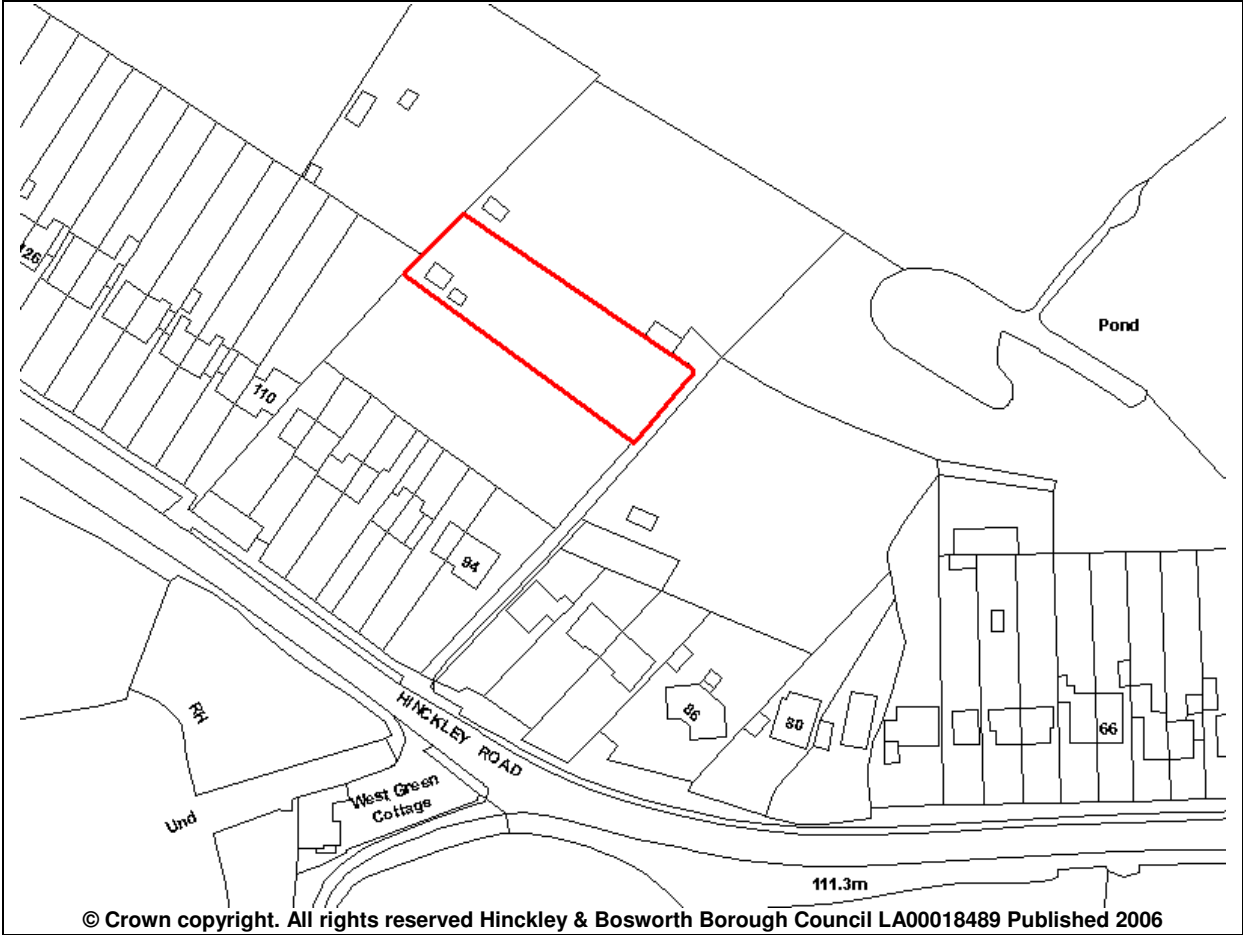 Pond
126
110
94
86
80
66
HINCKLEY ROAD
RH
West Green
Cottage
Und
111.3m
© Crown copyright. All rights reserved Hinckley & Bosworth Borough Council LA00018489 Published 2006